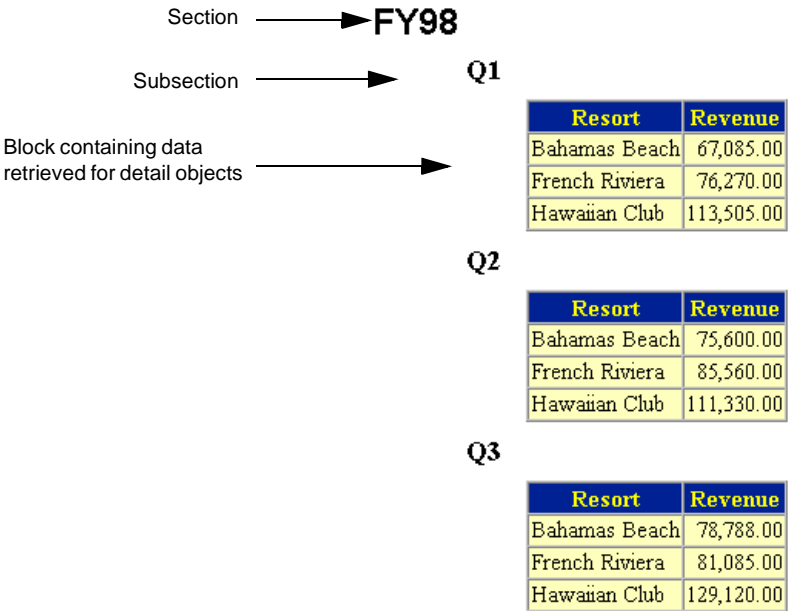 Section
FY98
Subsection
Q1
Block containing data
retrieved for detail objects
Resort Revenue
Bahamas Beach 67,085.00
French Riviera 76,270.00
Hawaiian Club 113,505.00
Q2
Resort Revenue
Bahamas Beach 75,600.00
French Riviera 85,560.00
Hawaiian Club 111,330.00
Q3
Resort Revenue
Bahamas Beach 78,788.00
French Riviera 81,085.00
Hawaiian Club 129,120.00